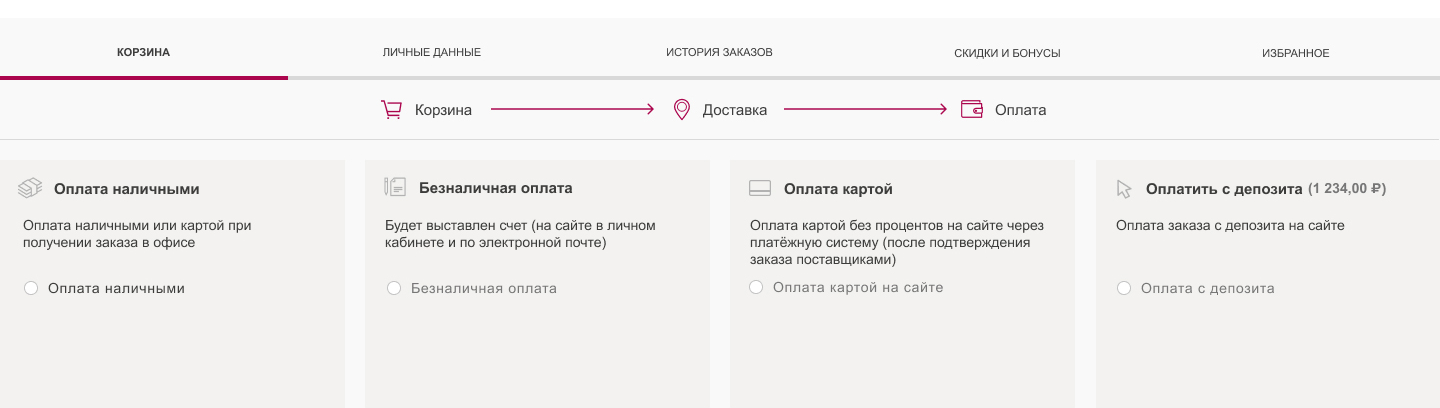 КОРЗИНА
ЛИЧНЫЕ ДАННЫЕ
ИСТОРИЯ ЗАКАЗОВ
СКИДКИ И БОНУСЫ
ИЗБРАННОЕ
Корзина
Доставка
Оплата
Оплата наличными
Оплата наличными или картой при
получении заказа в офисе
Оплата наличными
Безналичная оплата
Будет выставлен счет (на сайте в личном
кабинете и по электронной почте)
Безналичная оплата
Оплата картой
Оплата картой без процентов на сайте через
платёжную систему (после подтверждения
заказа поставщиками)
Оплата картой на сайте
Оплатить с депозита (1 234,00 ₽)
Оплата заказа с депозита на сайте
Оплата с депозита